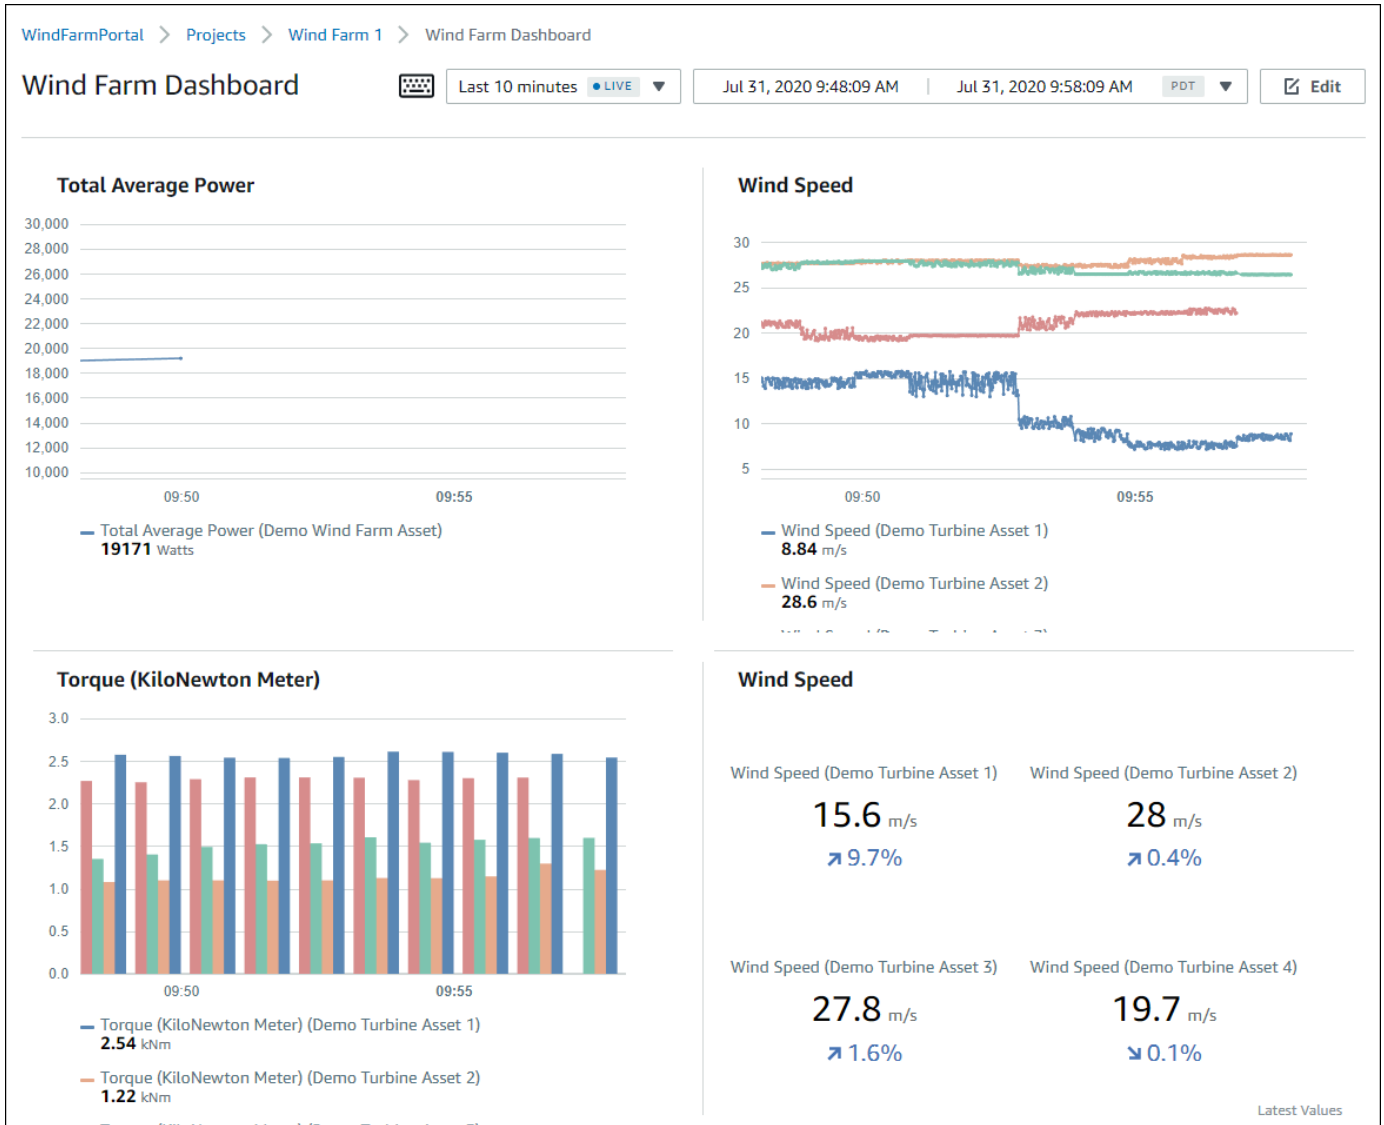 WindFarmPortal > Projects > Wind Farm 1 > Wind Farm Dashboard
Wind Farm Dashboard
Last 10 minutes • LIVE ▼
Jul 31, 2020 9:48:09 AM | Jul 31, 2020 9:58:09 AM PDT ▼
Edit
Total Average Power
30,000
28,000
26,000
24,000
22,000
20,000
18,000
16,000
14,000
12,000
10,000
09:50 09:55
Total Average Power (Demo Wind Farm Asset)
19171 Watts
Wind Speed
30
25
20
15
10
5
09:50 09:55
Wind Speed (Demo Turbine Asset 1)
8.84 m/s
Wind Speed (Demo Turbine Asset 2)
28.6 m/s
Torque (KiloNewton Meter)
3.0
2.5
2.0
1.5
1.0
0.5
0.0
09:50 09:55
Torque (KiloNewton Meter) (Demo Turbine Asset 1)
2.54 kNm
Torque (KiloNewton Meter) (Demo Turbine Asset 2)
1.22 kNm
Wind Speed
Wind Speed (Demo Turbine Asset 1)
15.6 m/s
9.7%
Wind Speed (Demo Turbine Asset 2)
28 m/s
0.4%
Wind Speed (Demo Turbine Asset 3)
27.8 m/s
1.6%
Wind Speed (Demo Turbine Asset 4)
19.7 m/s
0.1%
Latest Values